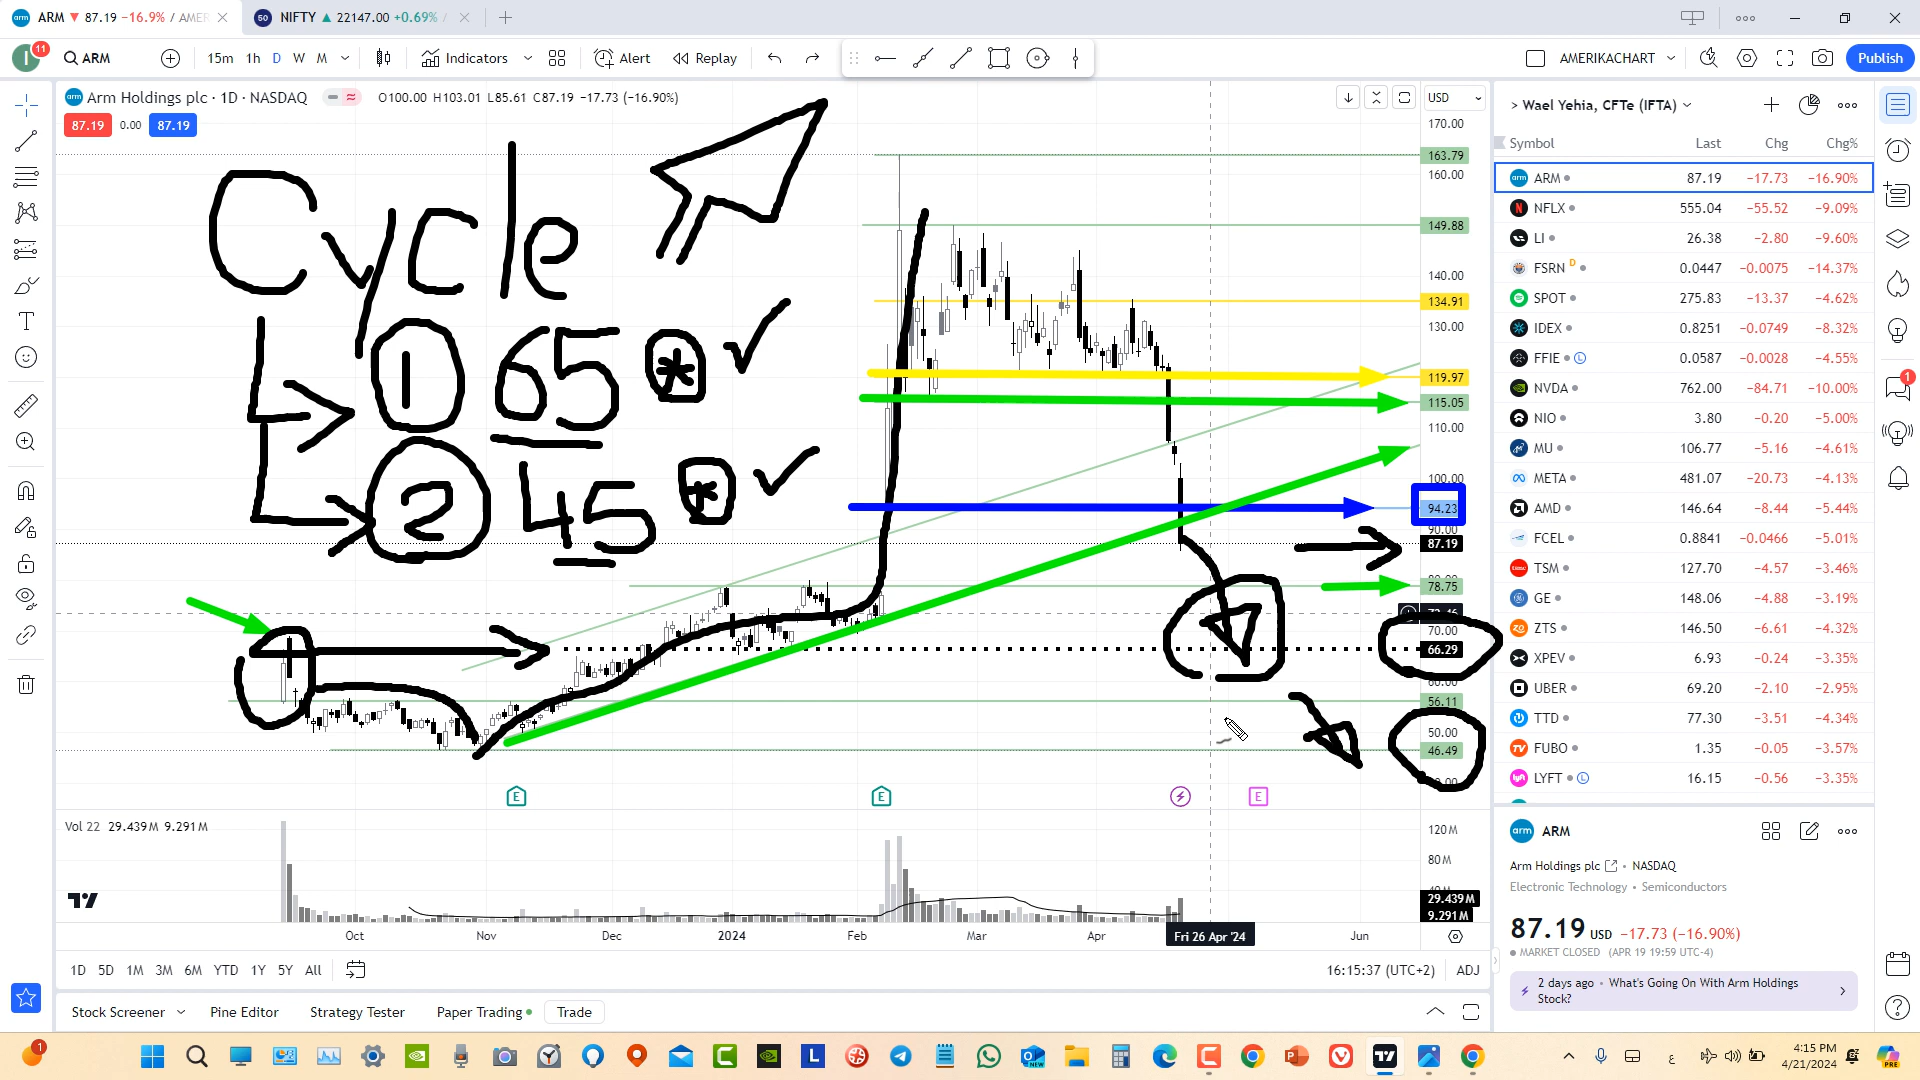 ARM ▼ 87.19 −16.9% / AMER
NIFTY ▲ 22147.00 +0.69% /
ARM
15m 1h D W M
Indicators
Alert
Replay
AMERIKACHART
Publish
Arm Holdings plc · 1D · NASDAQ
O100.00 H103.01 L85.61 C87.19 −17.73 (−16.90%)
87.19 0.00 87.19
USD
Cycle
1 65 * ✓
2 45 * ✓
170.00
163.79
160.00
149.88
140.00
134.91
130.00
119.97
115.05
110.00
100.00
94.23
90.00
87.19
78.75
70.00
66.29
56.11
50.00
46.49
Vol 22 29.439M 9.291M
120M
80M
29.439M
9.291M
Oct Nov Dec 2024 Feb Mar Apr Fri 26 Apr '24 Jun
1D 5D 1M 3M 6M YTD 1Y 5Y All
16:15:37 (UTC+2) ADJ
Stock Screener Pine Editor Strategy Tester Paper Trading Trade
> Wael Yehia, CFTe (IFTA)
Symbol Last Chg Chg%
ARM 87.19 −17.73 −16.90%
NFLX 555.04 −55.52 −9.09%
LI 26.38 −2.80 −9.60%
FSRN D 0.0447 −0.0075 −14.37%
SPOT 275.83 −13.37 −4.62%
IDEX 0.8251 −0.0749 −8.32%
FFIE L 0.0587 −0.0028 −4.55%
NVDA 762.00 −84.71 −10.00%
NIO 3.80 −0.20 −5.00%
MU 106.77 −5.16 −4.61%
META 481.07 −20.73 −4.13%
AMD 146.64 −8.44 −5.44%
FCEL 0.8841 −0.0466 −5.01%
TSM 127.70 −4.57 −3.46%
GE 148.06 −4.88 −3.19%
ZTS 146.50 −6.61 −4.32%
XPEV 6.93 −0.24 −3.35%
UBER 69.20 −2.10 −2.95%
TTD 77.30 −3.51 −4.34%
FUBO 1.35 −0.05 −3.57%
LYFT L 16.15 −0.56 −3.35%
ARM
Arm Holdings plc · NASDAQ
Electronic Technology · Semiconductors
87.19 USD −17.73 (−16.90%)
MARKET CLOSED (APR 19 19:59 UTC-4)
2 days ago · What's Going On With Arm Holdings
Stock?
4:15 PM
4/21/2024